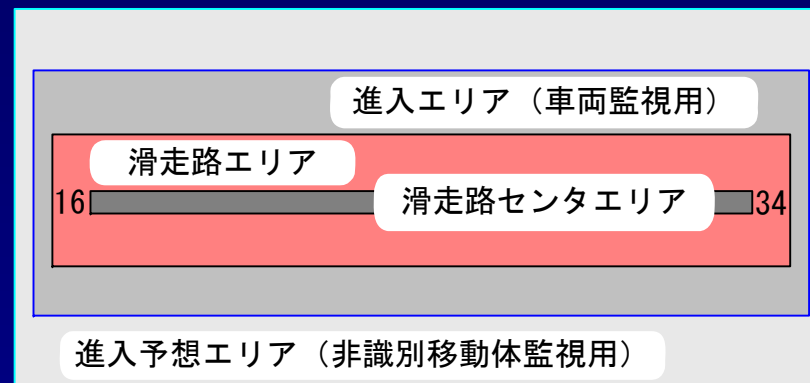 進入エリア（車両監視用）
滑走路エリア
16
滑走路センタエリア
34
進入予想エリア（非識別移動体監視用）